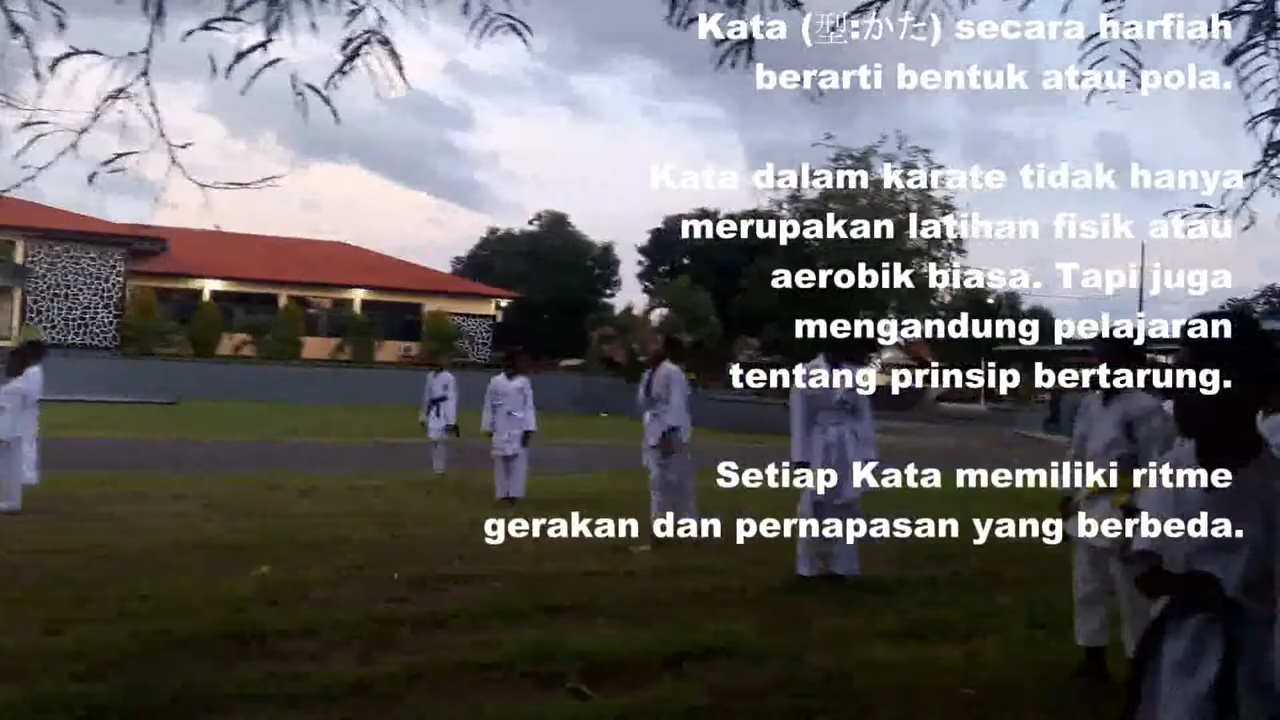 Kata (型:かた) secara harfiah
berarti bentuk atau pola.
Kata dalam karate tidak hanya
merupakan latihan fisik atau
aerobik biasa. Tapi juga
mengandung pelajaran
tentang prinsip bertarung.
Setiap Kata memiliki ritme
gerakan dan pernapasan yang berbeda.